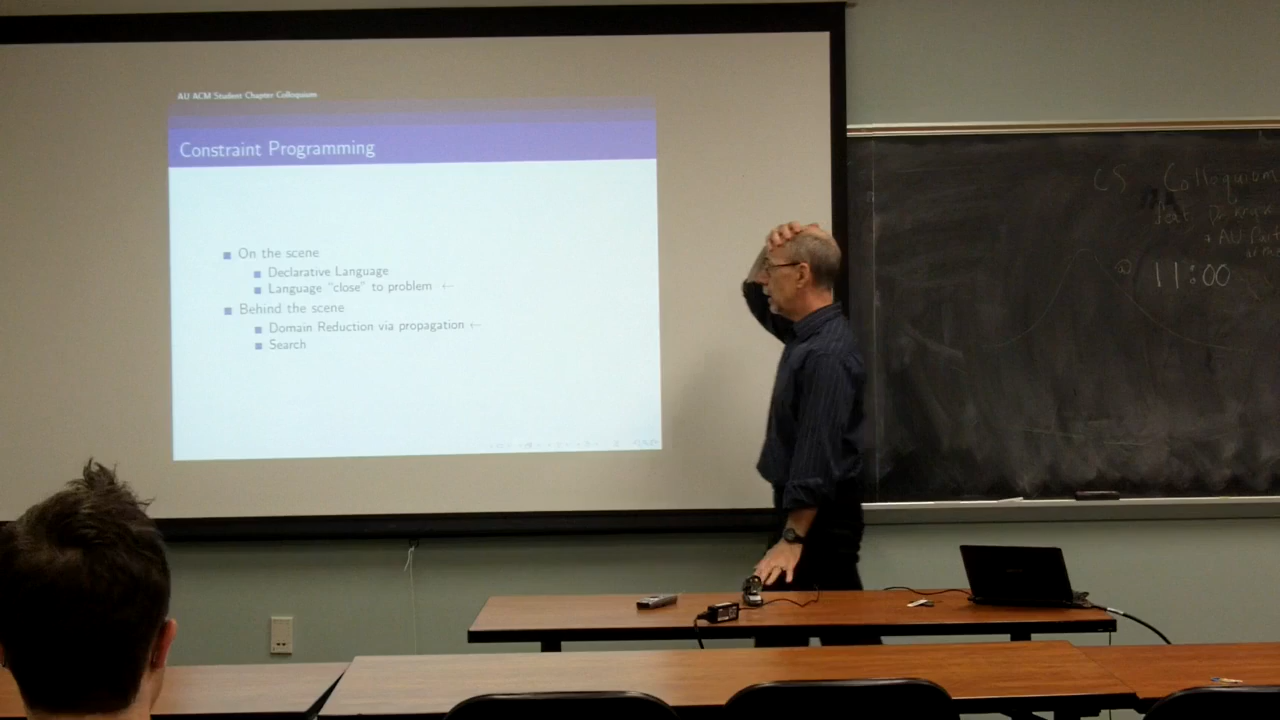 AU ACM Student Chapter Colloquium
Constraint Programming
On the scene
Declarative Language
Language "close" to problem ←
Behind the scene
Domain Reduction via propagation ←
Search
CS Colloquium
+ AU
@ 11:00